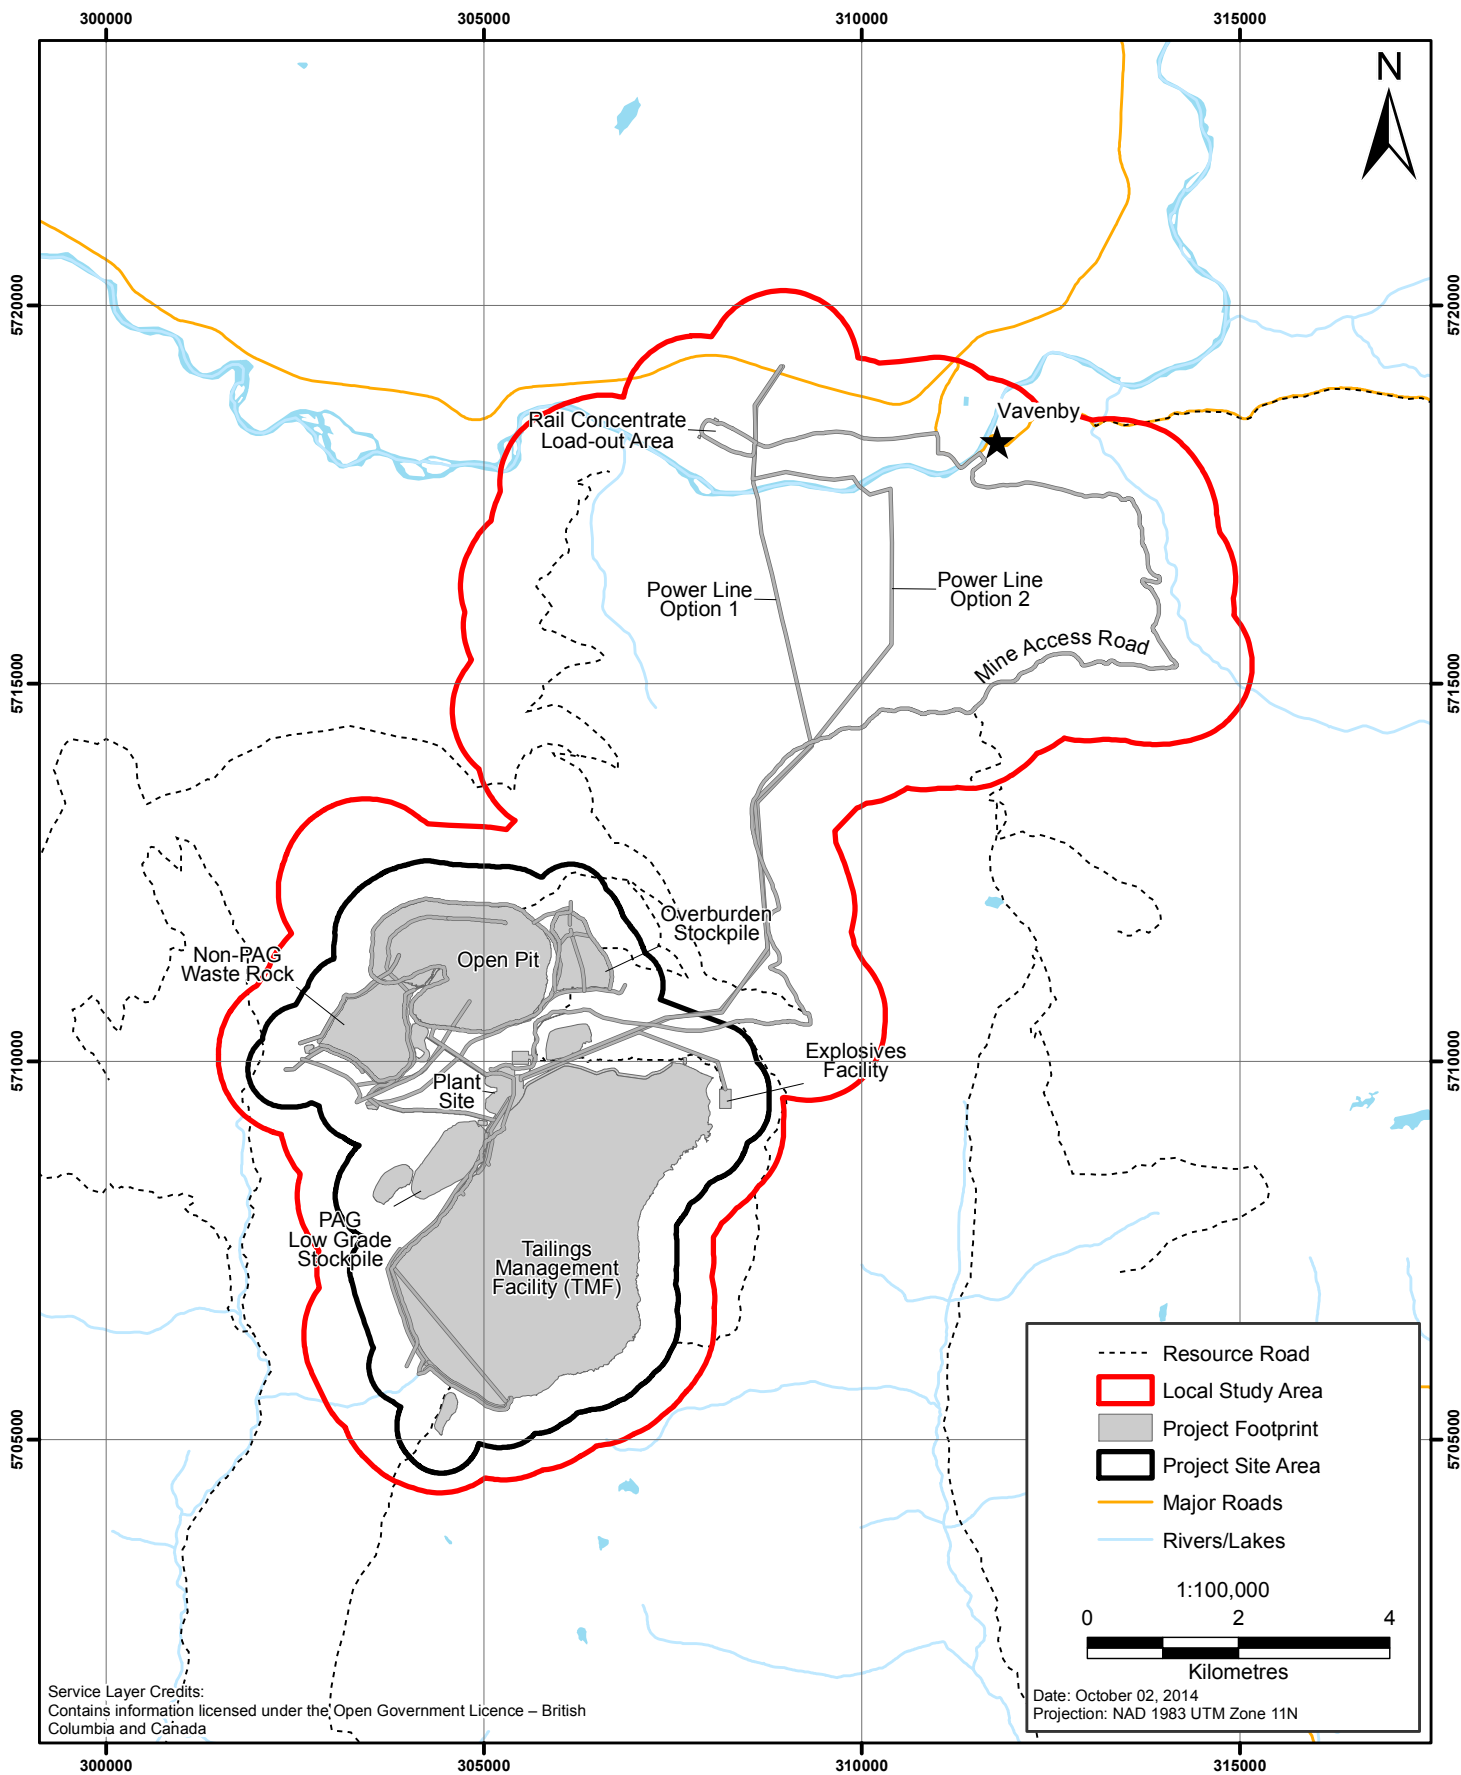 300000
305000
310000
315000
N
5720000
5720000
Rail Concentrate
Load-out Area
Vavenby
Power Line
Option 1
Power Line
Option 2
Mine Access Road
5715000
5715000
Overburden
Stockpile
Non-PAG
Waste Rock
Open Pit
5710000
5710000
Explosives
Facility
Plant
Site
PAG
Low Grade
Stockpile
Tailings
Management
Facility (TMF)
5705000
5705000
Resource Road
Local Study Area
Project Footprint
Project Site Area
Major Roads
Rivers/Lakes
1:100,000
0 2 4
Kilometres
Date: October 02, 2014
Projection: NAD 1983 UTM Zone 11N
Service Layer Credits:
Contains information licensed under the Open Government Licence – British
Columbia and Canada
300000
305000
310000
315000